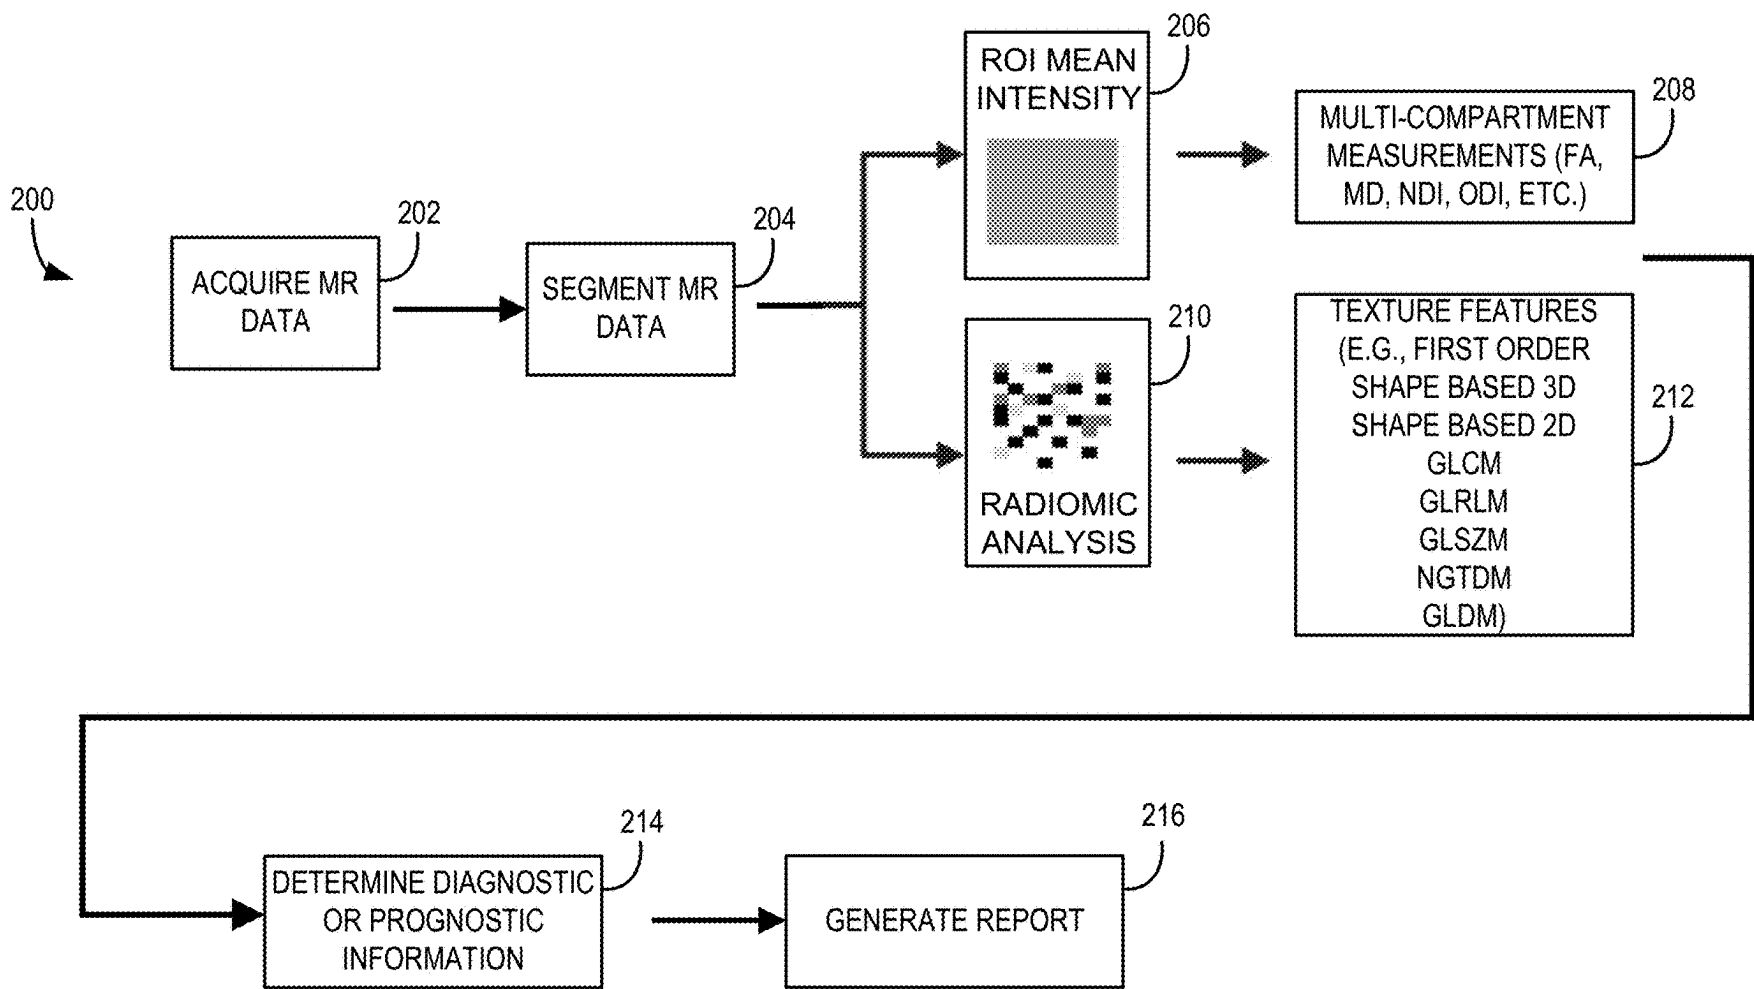 200
202
ACQUIRE MR
DATA
204
SEGMENT MR
DATA
206
ROI MEAN
INTENSITY
208
MULTI-COMPARTMENT
MEASUREMENTS (FA,
MD, NDI, ODI, ETC.)
210
RADIOMIC
ANALYSIS
212
TEXTURE FEATURES
(E.G., FIRST ORDER
SHAPE BASED 3D
SHAPE BASED 2D
GLCM
GLRLM
GLSZM
NGTDM
GLDM)
214
DETERMINE DIAGNOSTIC
OR PROGNOSTIC
INFORMATION
216
GENERATE REPORT